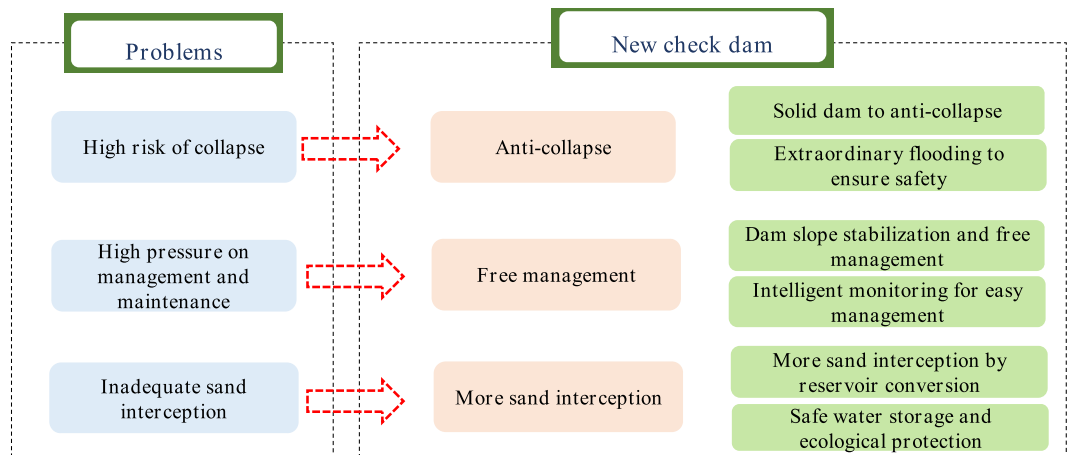 Problems
New check dam
High risk of collapse
Anti-collapse
Solid dam to anti-collapse
Extraordinary flooding to
ensure safety
High pressure on
management and
maintenance
Free management
Dam slope stabilization and free
management
Intelligent monitoring for easy
management
Inadequate sand
interception
More sand interception
More sand interception by
reservoir conversion
Safe water storage and
ecological protection